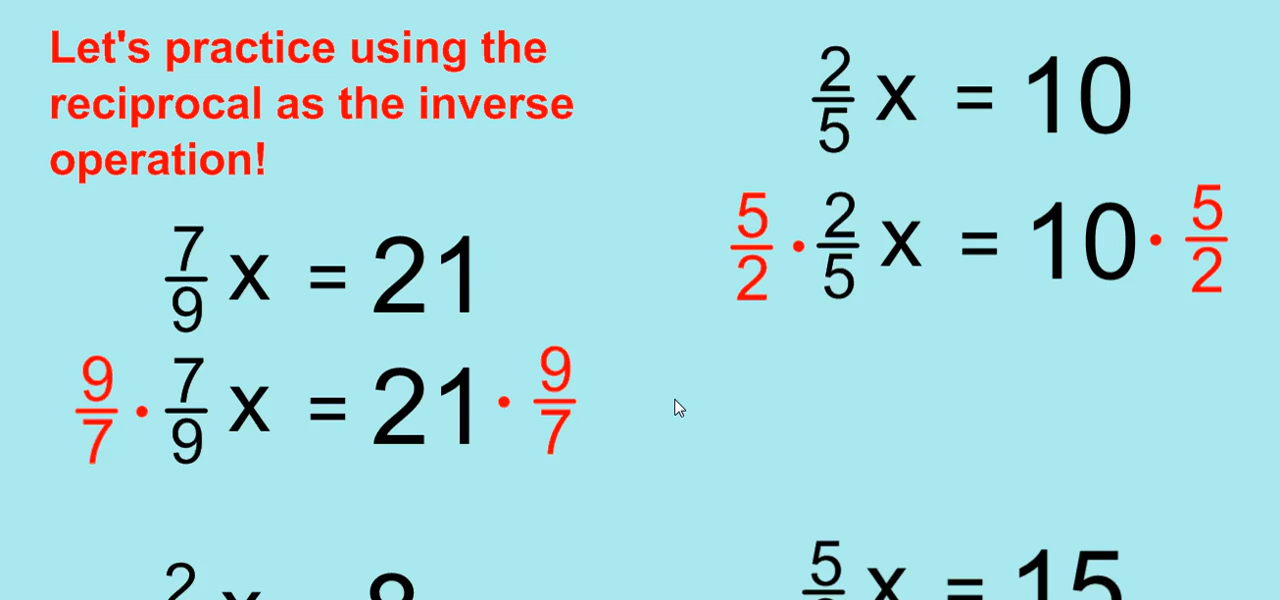 Let's practice using the
reciprocal as the inverse
operation!
7/9 x = 21
9/7 · 7/9 x = 21 · 9/7
2/5 x = 10
5/2 · 2/5 x = 10 · 5/2